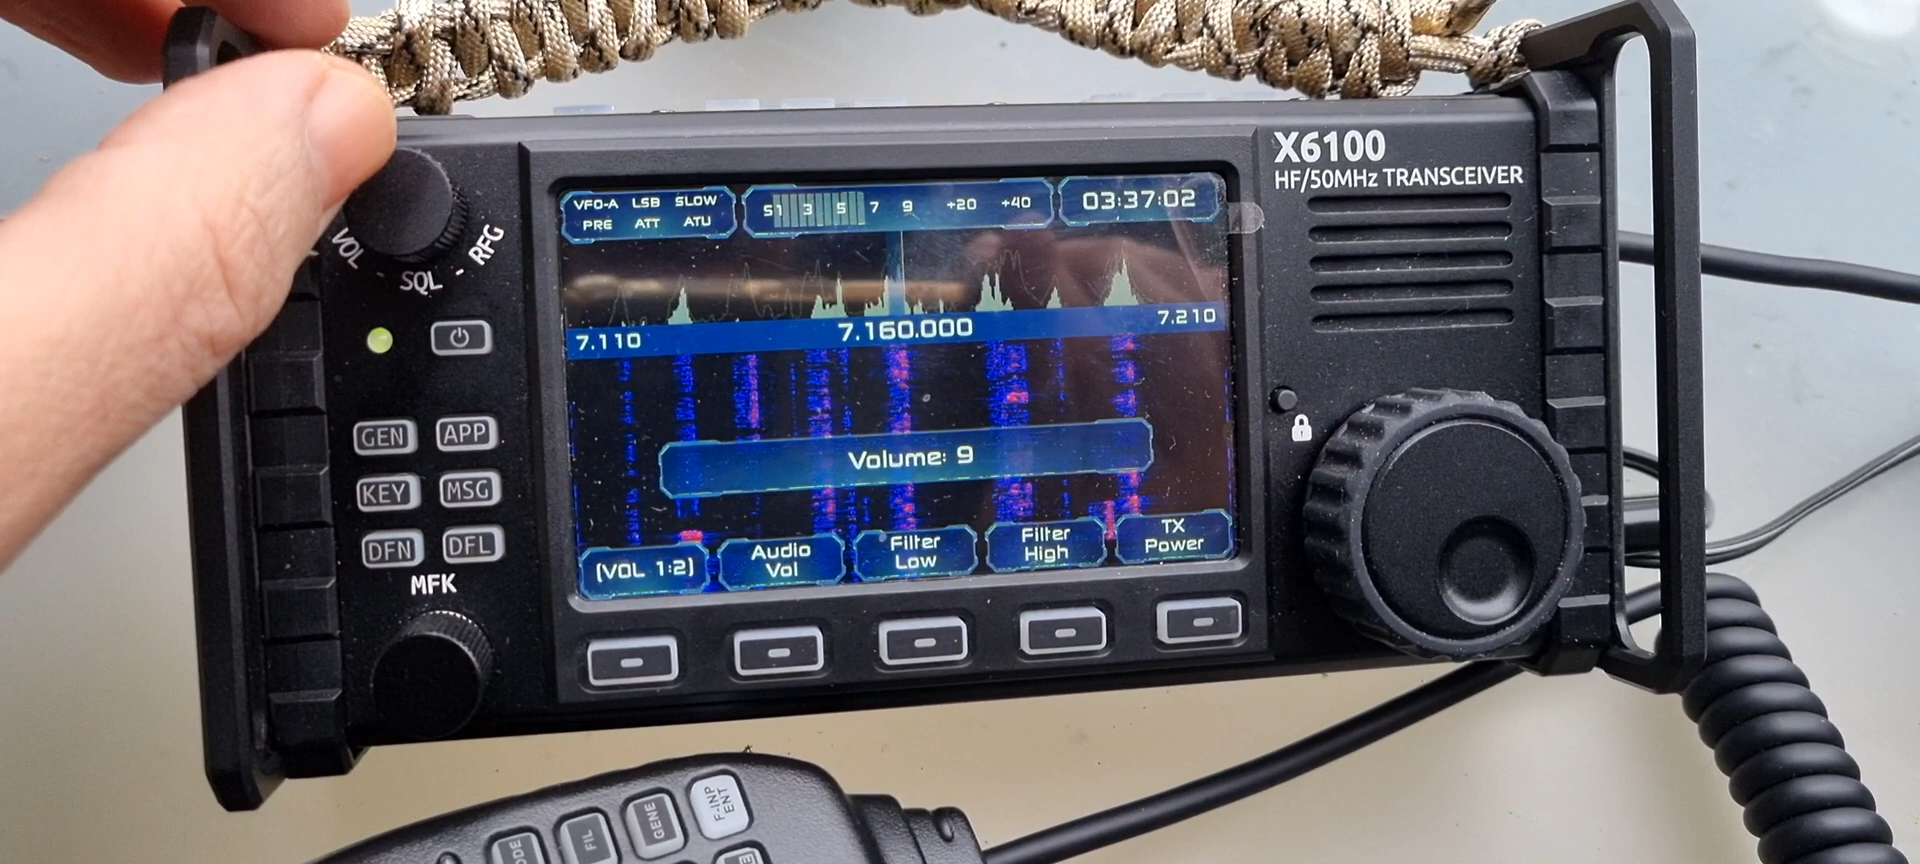 X6100
HF/50MHz TRANSCEIVER
VFO-A LSB SLOW
PRE ATT ATU
S1 3 5 7 9 +20 +40
03:37:02
VOL - SQL - RFG
7.110 7.160.000 7.210
Volume: 9
GEN APP
KEY MSG
DFN DFL
MFK
[VOL 1:2]
Audio
Vol
Filter
Low
Filter
High
TX
Power
FIL
GENE
F-INP
ENT